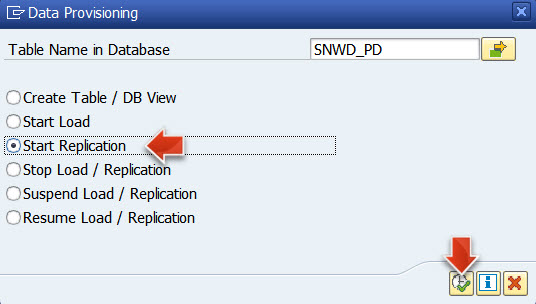 Data Provisioning
Table Name in Database SNWD_PD
Create Table / DB View
Start Load
Start Replication
Stop Load / Replication
Suspend Load / Replication
Resume Load / Replication